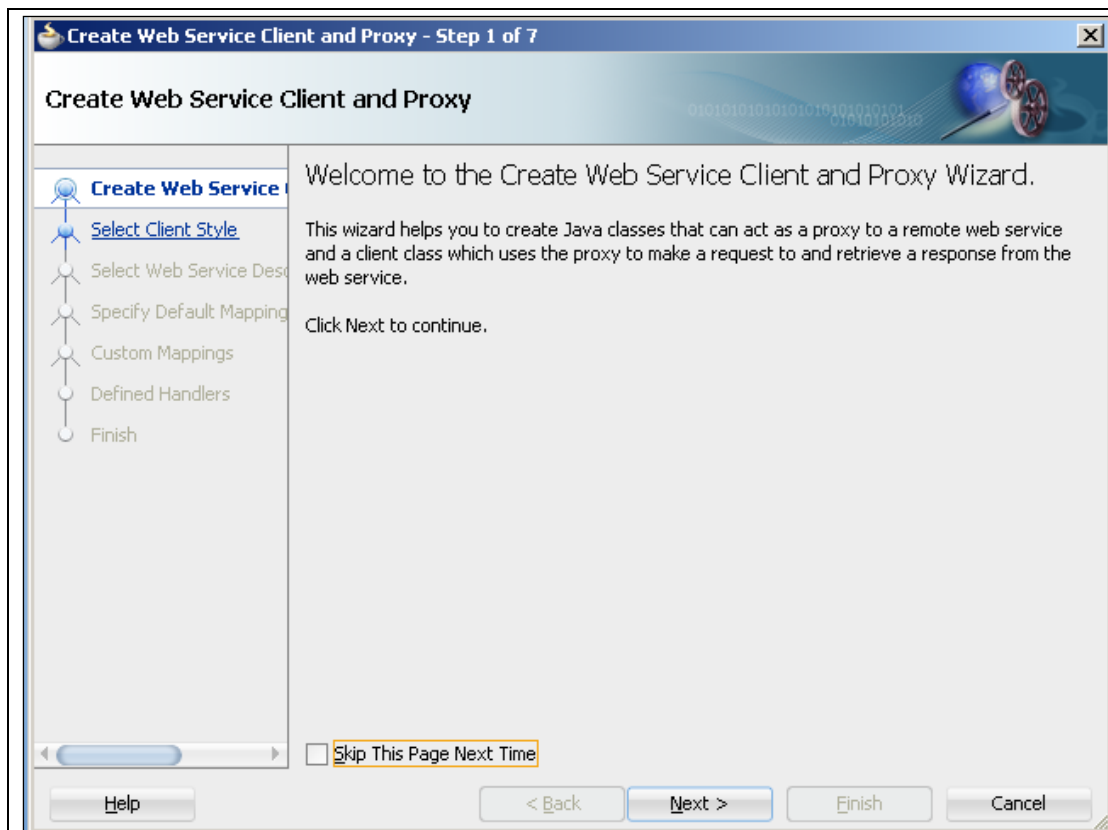 Create Web Service Client and Proxy - Step 1 of 7
Create Web Service Client and Proxy
Create Web Service
Select Client Style
Select Web Service Desc
Specify Default Mapping
Custom Mappings
Defined Handlers
Finish
Welcome to the Create Web Service Client and Proxy Wizard.
This wizard helps you to create Java classes that can act as a proxy to a remote web service
and a client class which uses the proxy to make a request to and retrieve a response from the
web service.
Click Next to continue.
Skip This Page Next Time
Help
< Back
Next >
Finish
Cancel